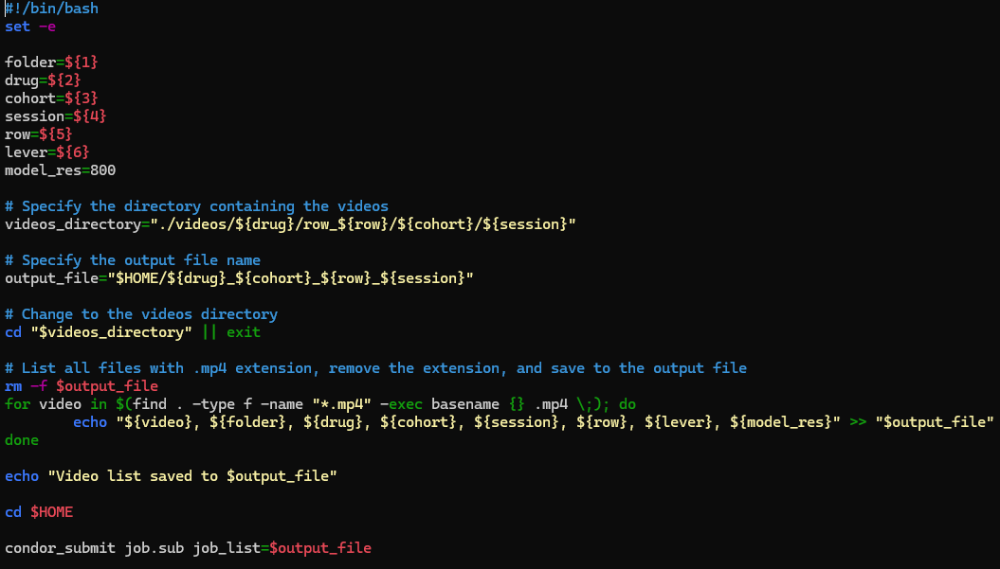 #!/bin/bash
set -e
folder=${1}
drug=${2}
cohort=${3}
session=${4}
row=${5}
lever=${6}
model_res=800
# Specify the directory containing the videos
videos_directory="./videos/${drug}/row_${row}/${cohort}/${session}"
# Specify the output file name
output_file="$HOME/${drug}_${cohort}_${row}_${session}"
# Change to the videos directory
cd "$videos_directory" || exit
# List all files with .mp4 extension, remove the extension, and save to the output file
rm -f $output_file
for video in $(find . -type f -name "*.mp4" -exec basename {} .mp4 \;); do
        echo "${video}, ${folder}, ${drug}, ${cohort}, ${session}, ${row}, ${lever}, ${model_res}" >> "$output_file"
done
echo "Video list saved to $output_file"
cd $HOME
condor_submit job.sub job_list=$output_file